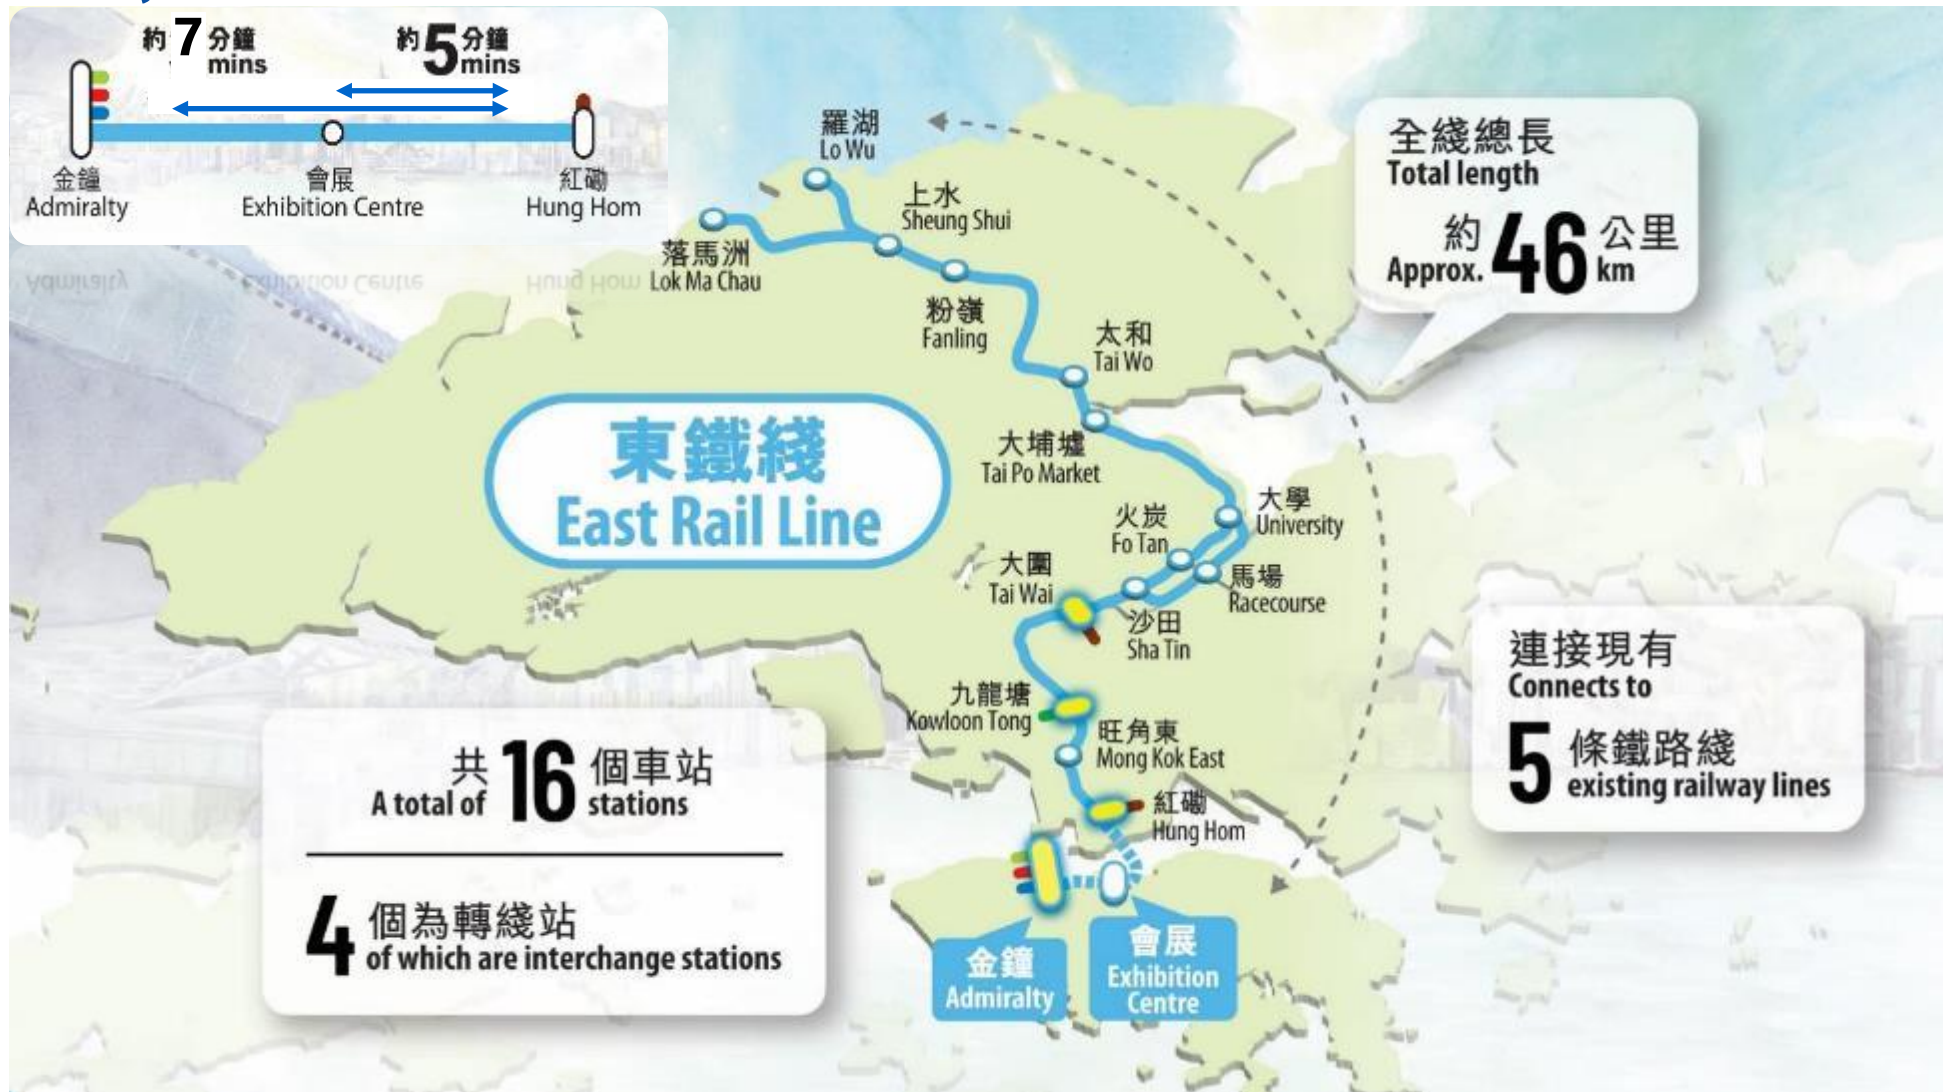 約 7 分鐘
mins
約 5 分鐘
mins
金鐘
Admiralty
會展
Exhibition Centre
紅磡
Hung Hom
羅湖
Lo Wu
上水
Sheung Shui
落馬洲
Lok Ma Chau
粉嶺
Fanling
太和
Tai Wo
大埔墟
Tai Po Market
大學
University
火炭
Fo Tan
馬場
Racecourse
大圍
Tai Wai
沙田
Sha Tin
九龍塘
Kowloon Tong
旺角東
Mong Kok East
紅磡
Hung Hom
金鐘
Admiralty
會展
Exhibition
Centre
東鐵綫
East Rail Line
全綫總長
Total length
約 46 公里
Approx. km
連接現有
Connects to
5 條鐵路綫
existing railway lines
共 16 個車站
A total of stations
4 個為轉綫站
of which are interchange stations